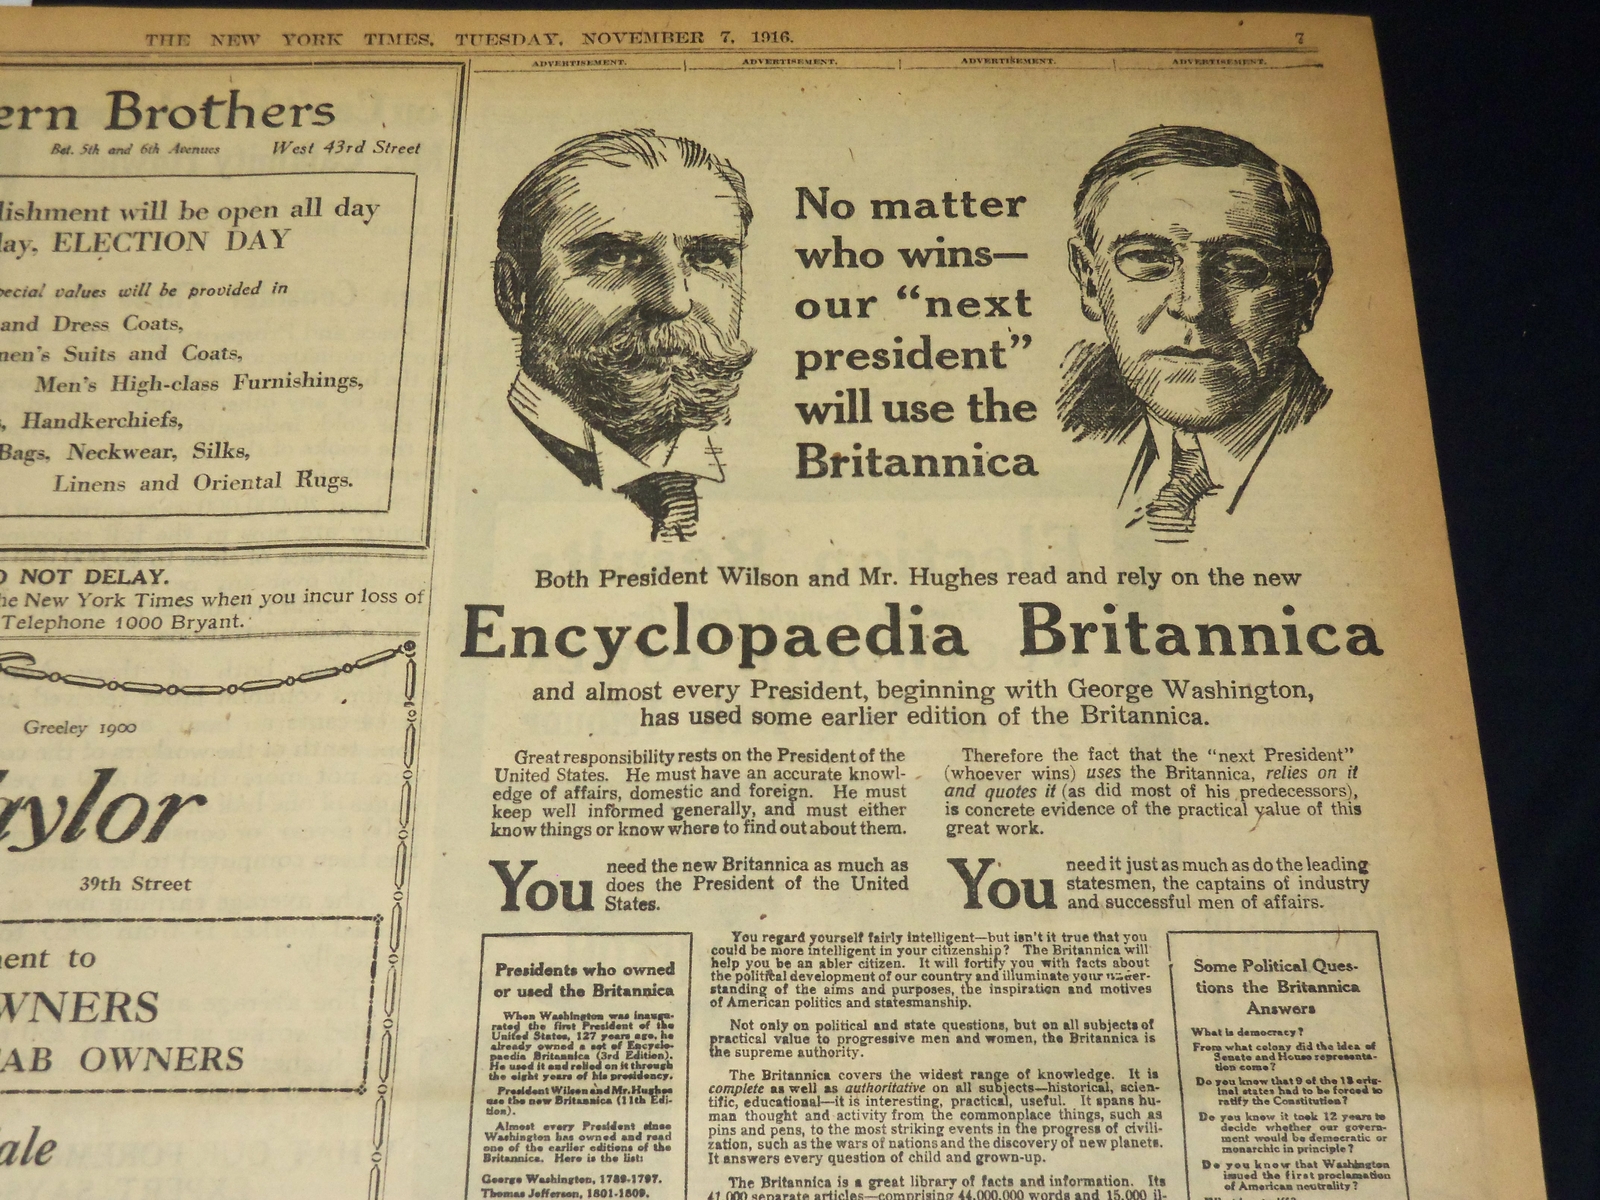 THE NEW YORK TIMES, TUESDAY, NOVEMBER 7, 1916.
7
ern Brothers
Bet. 5th and 6th Avenues West 43rd Street
lishment will be open all day
lay, ELECTION DAY
pecial values will be provided in
and Dress Coats,
nen's Suits and Coats,
Men's High-class Furnishings,
, Handkerchiefs,
Bags, Neckwear, Silks,
Linens and Oriental Rugs.
O NOT DELAY.
he New York Times when you incur loss of
Telephone 1000 Bryant.
Greeley 1900
aylor
39th Street
ent to
WNERS
CAB OWNERS
ale
ADVERTISEMENT. ADVERTISEMENT. ADVERTISEMENT. ADVERTISEMENT.
No matter
who wins—
our “next
president”
will use the
Britannica
Both President Wilson and Mr. Hughes read and rely on the new
Encyclopaedia Britannica
and almost every President, beginning with George Washington,
has used some earlier edition of the Britannica.
Great responsibility rests on the President of the
United States. He must have an accurate knowl-
edge of affairs, domestic and foreign. He must
keep well informed generally, and must either
know things or know where to find out about them.
Therefore the fact that the “next President”
(whoever wins) uses the Britannica, relies on it
and quotes it (as did most of his predecessors),
is concrete evidence of the practical value of this
great work.
You need the new Britannica as much as
does the President of the United
States.
You need it just as much as do the leading
statesmen, the captains of industry
and successful men of affairs.
Presidents who owned
or used the Britannica
When Washington was inaugu-
rated the first President of the
United States, 127 years ago, he
already owned a set of Encyclo-
paedia Britannica (3rd Edition).
He used it and relied on it through
the eight years of his presidency.
President Wilson and Mr. Hughes
use the new Britannica (11th Edi-
tion).
Almost every President since
Washington has owned and read
one of the earlier editions of the
Britannica. Here is the list:
George Washington, 1789-1797.
Thomas Jefferson, 1801-1809.
You regard yourself fairly intelligent—but isn't it true that you
could be more intelligent in your citizenship? The Britannica will
help you be an abler citizen. It will fortify you with facts about
the political development of our country and illuminate your under-
standing of the aims and purposes, the inspiration and motives
of American politics and statesmanship.
Not only on political and state questions, but on all subjects of
practical value to progressive men and women, the Britannica is
the supreme authority.
The Britannica covers the widest range of knowledge. It is
complete as well as authoritative on all subjects—historical, scien-
tific, educational—it is interesting, practical, useful. It spans hu-
man thought and activity from the commonplace things, such as
pins and pens, to the most striking events in the progress of civili-
zation, such as the wars of nations and the discovery of new planets.
It answers every question of child and grown-up.
The Britannica is a great library of facts and information. Its
41,000 separate articles—comprising 44,000,000 words and 15,000 il-
Some Political Ques-
tions the Britannica
Answers
What is democracy?
From what colony did the idea of
Senate and House representa-
tion come?
Do you know that 9 of the 13 orig-
inal states had to be forced to
ratify the Constitution?
Do you know it took 12 years to
decide whether our govern-
ment would be democratic or
monarchic in principle?
Do you know that Washington
issued the first proclamation
of American neutrality?